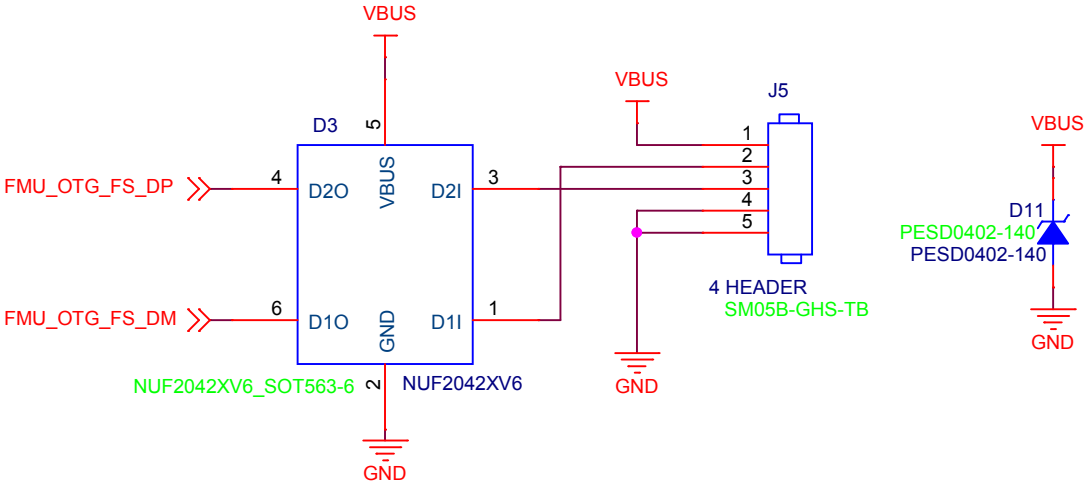 VBUS
D3
5
VBUS
FMU_OTG_FS_DP
4
D2O
D2I
3
FMU_OTG_FS_DM
6
D1O
D1I
1
GND
2
NUF2042XV6_SOT563-6
NUF2042XV6
GND
VBUS
J5
1
2
3
4
5
4 HEADER
SM05B-GHS-TB
GND
VBUS
D11
PESD0402-140
PESD0402-140
GND